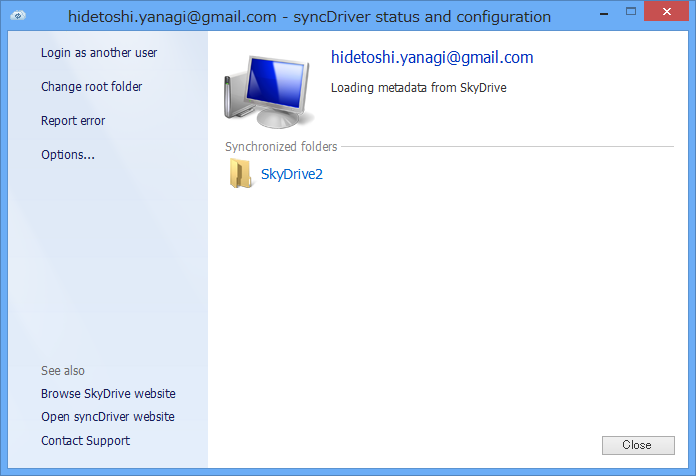 hidetoshi.yanagi@gmail.com - syncDriver status and configuration
Login as another user
Change root folder
Report error
Options...
See also
Browse SkyDrive website
Open syncDriver website
Contact Support
hidetoshi.yanagi@gmail.com
Loading metadata from SkyDrive
Synchronized folders
SkyDrive2
Close